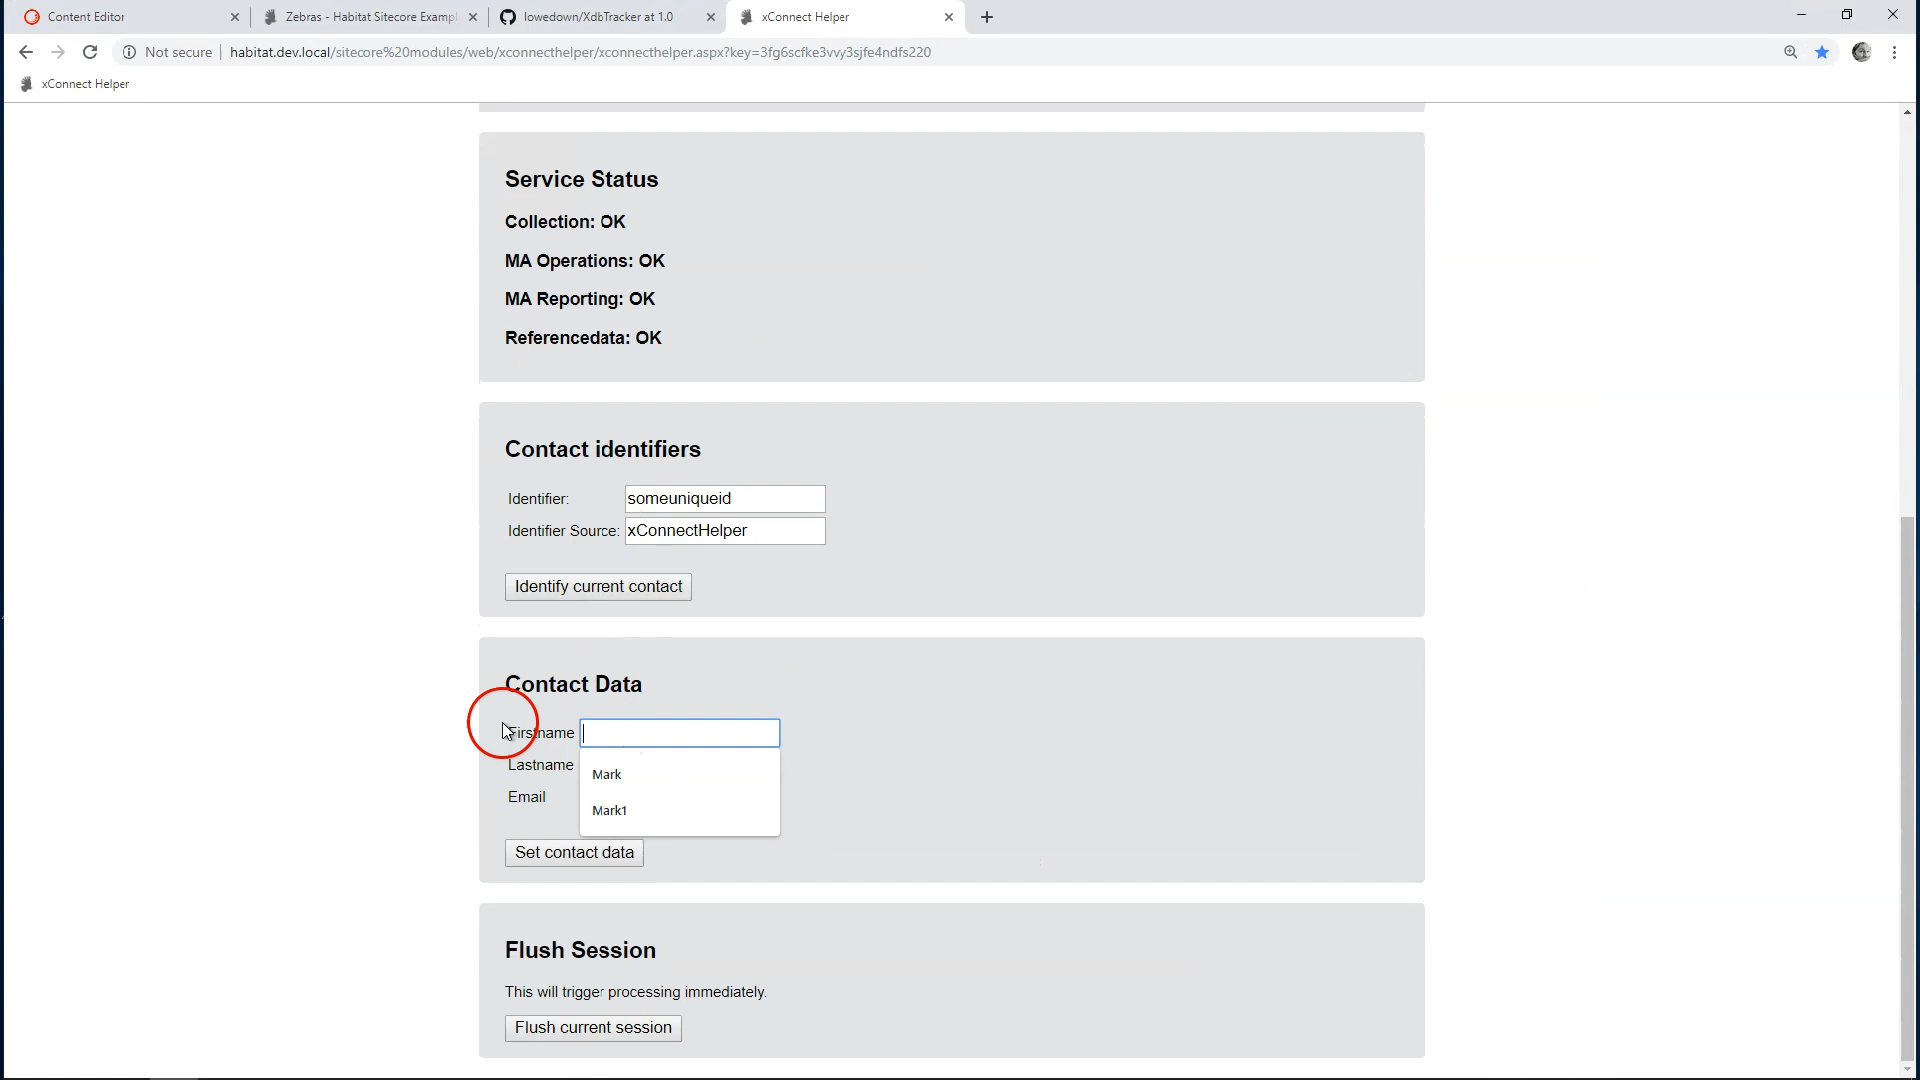 Content Editor
Zebras - Habitat Sitecore Exampl
lowedown/XdbTracker at 1.0
xConnect Helper
Not secure
habitat.dev.local/sitecore%20modules/web/xconnecthelper/xconnecthelper.aspx?key=3fg6scfke3vvy3sjfe4ndfs220
xConnect Helper
Service Status
Collection: OK
MA Operations: OK
MA Reporting: OK
Referencedata: OK
Contact identifiers
Identifier: someuniqueid
Identifier Source: xConnectHelper
Identify current contact
Contact Data
Firstname
Lastname
Mark
Email
Mark1
Set contact data
Flush Session
This will trigger processing immediately.
Flush current session